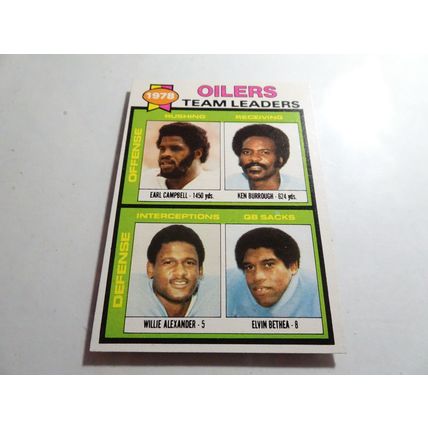 1978
OILERS
TEAM LEADERS
OFFENSE
RUSHING
RECEIVING
EARL CAMPBELL - 1450 yds.
KEN BURROUGH - 624 yds.
DEFENSE
INTERCEPTIONS
QB SACKS
WILLIE ALEXANDER - 5
ELVIN BETHEA - 8